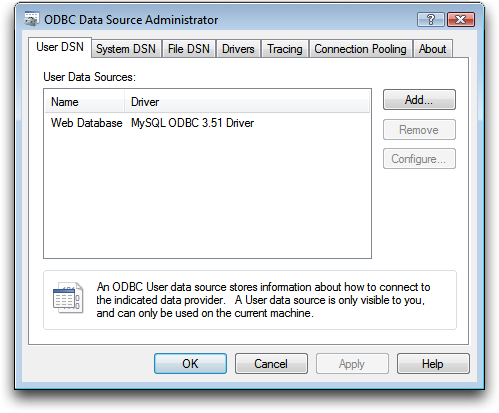 ODBC Data Source Administrator
User DSN System DSN File DSN Drivers Tracing Connection Pooling About
User Data Sources:
Name Driver
Web Database MySQL ODBC 3.51 Driver
Add...
Remove
Configure...
An ODBC User data source stores information about how to connect to
the indicated data provider. A User data source is only visible to you,
and can only be used on the current machine.
OK Cancel Apply Help